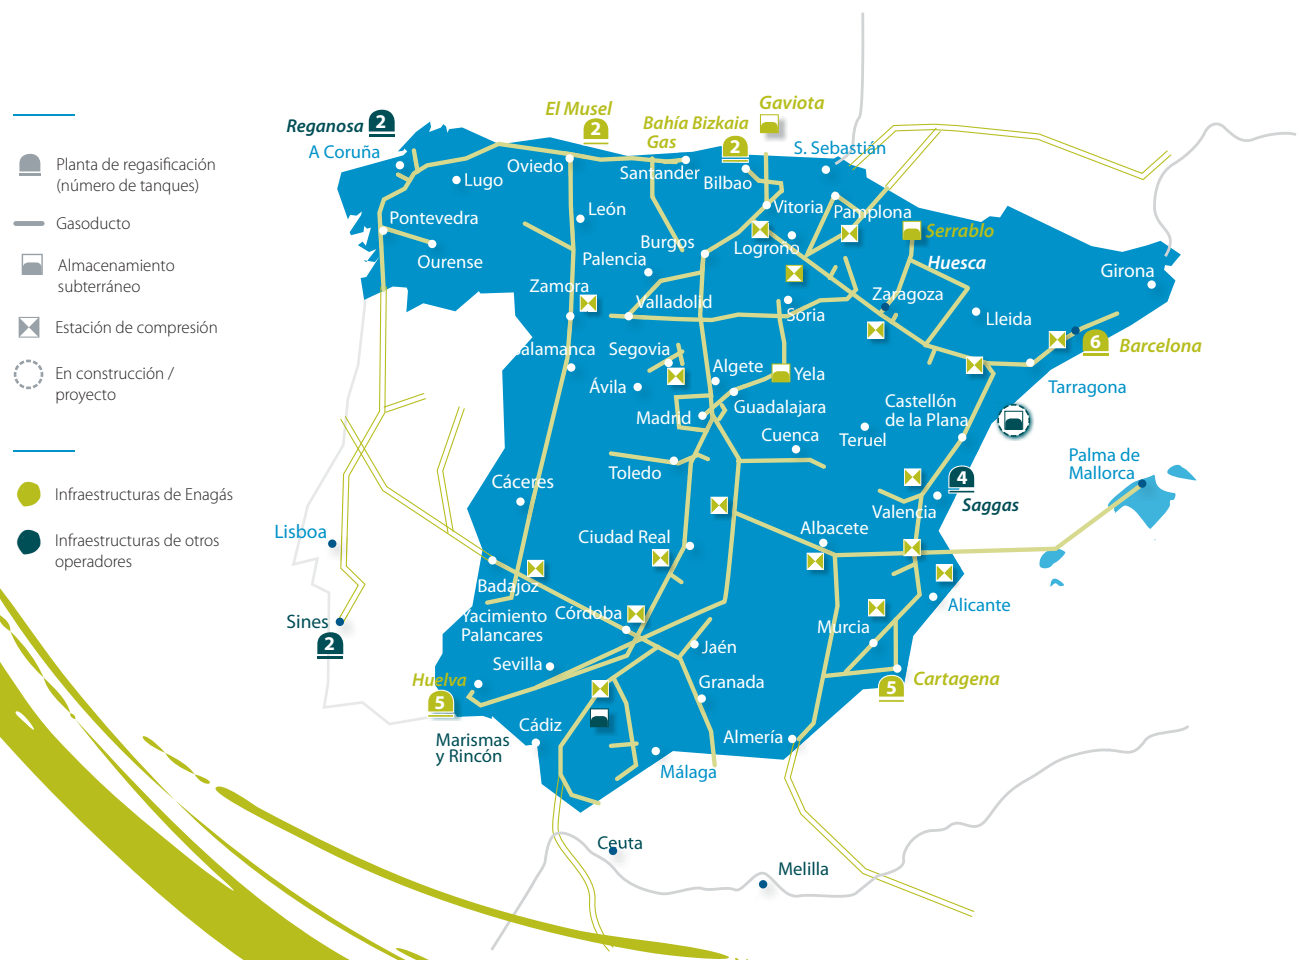 Planta de regasificación
(número de tanques)
Gasoducto
Almacenamiento
subterráneo
Estación de compresión
En construcción /
proyecto
Infraestructuras de Enagás
Infraestructuras de otros
operadores
Reganosa
2
A Coruña
El Musel
2
Bahía Bizkaia
Gas
2
Gaviota
S. Sebastián
Oviedo
Santander
Bilbao
Lugo
León
Vitoria
Pamplona
Pontevedra
Ourense
Burgos
Palencia
Logroño
Serrablo
Huesca
Girona
Zamora
Valladolid
Soria
Zaragoza
Lleida
6
Barcelona
alamanca
Segovia
Ávila
Algete
Yela
Guadalajara
Madrid
Tarragona
Castellón
de la Plana
Cuenca
Teruel
Toledo
Palma de
Mallorca
Cáceres
4
Saggas
Valencia
Lisboa
Ciudad Real
Albacete
Badajoz
Alicante
Yacimiento
Palancares
Córdoba
Murcia
Sines
2
Sevilla
Jaén
Huelva
5
Granada
5
Cartagena
Marismas
y Rincón
Cádiz
Almería
Málaga
Ceuta
Melilla